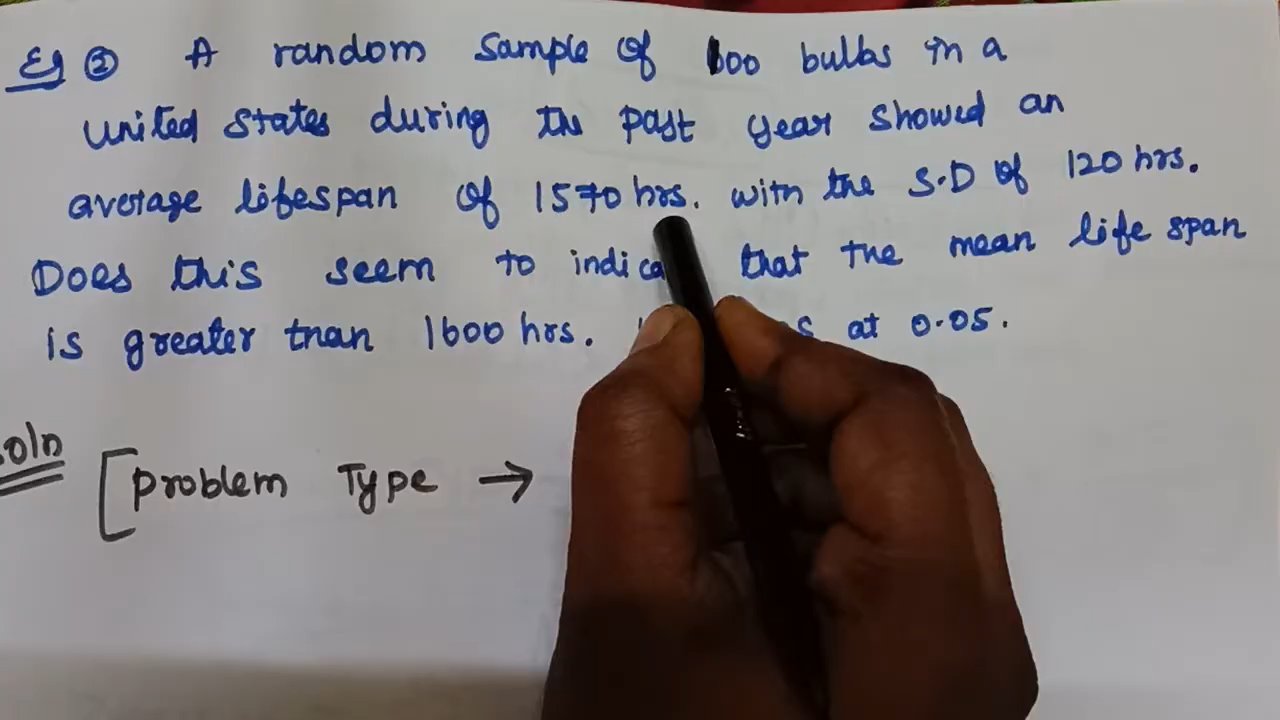 Eg ② A random sample of 100 bulbs in a
united states during the past year showed an
average lifespan of 1570 hrs. with the S.D of 120 hrs.
Does this seem to that the mean life span
is greater than 1600 hrs. at 0.05.
soln [Problem Type →